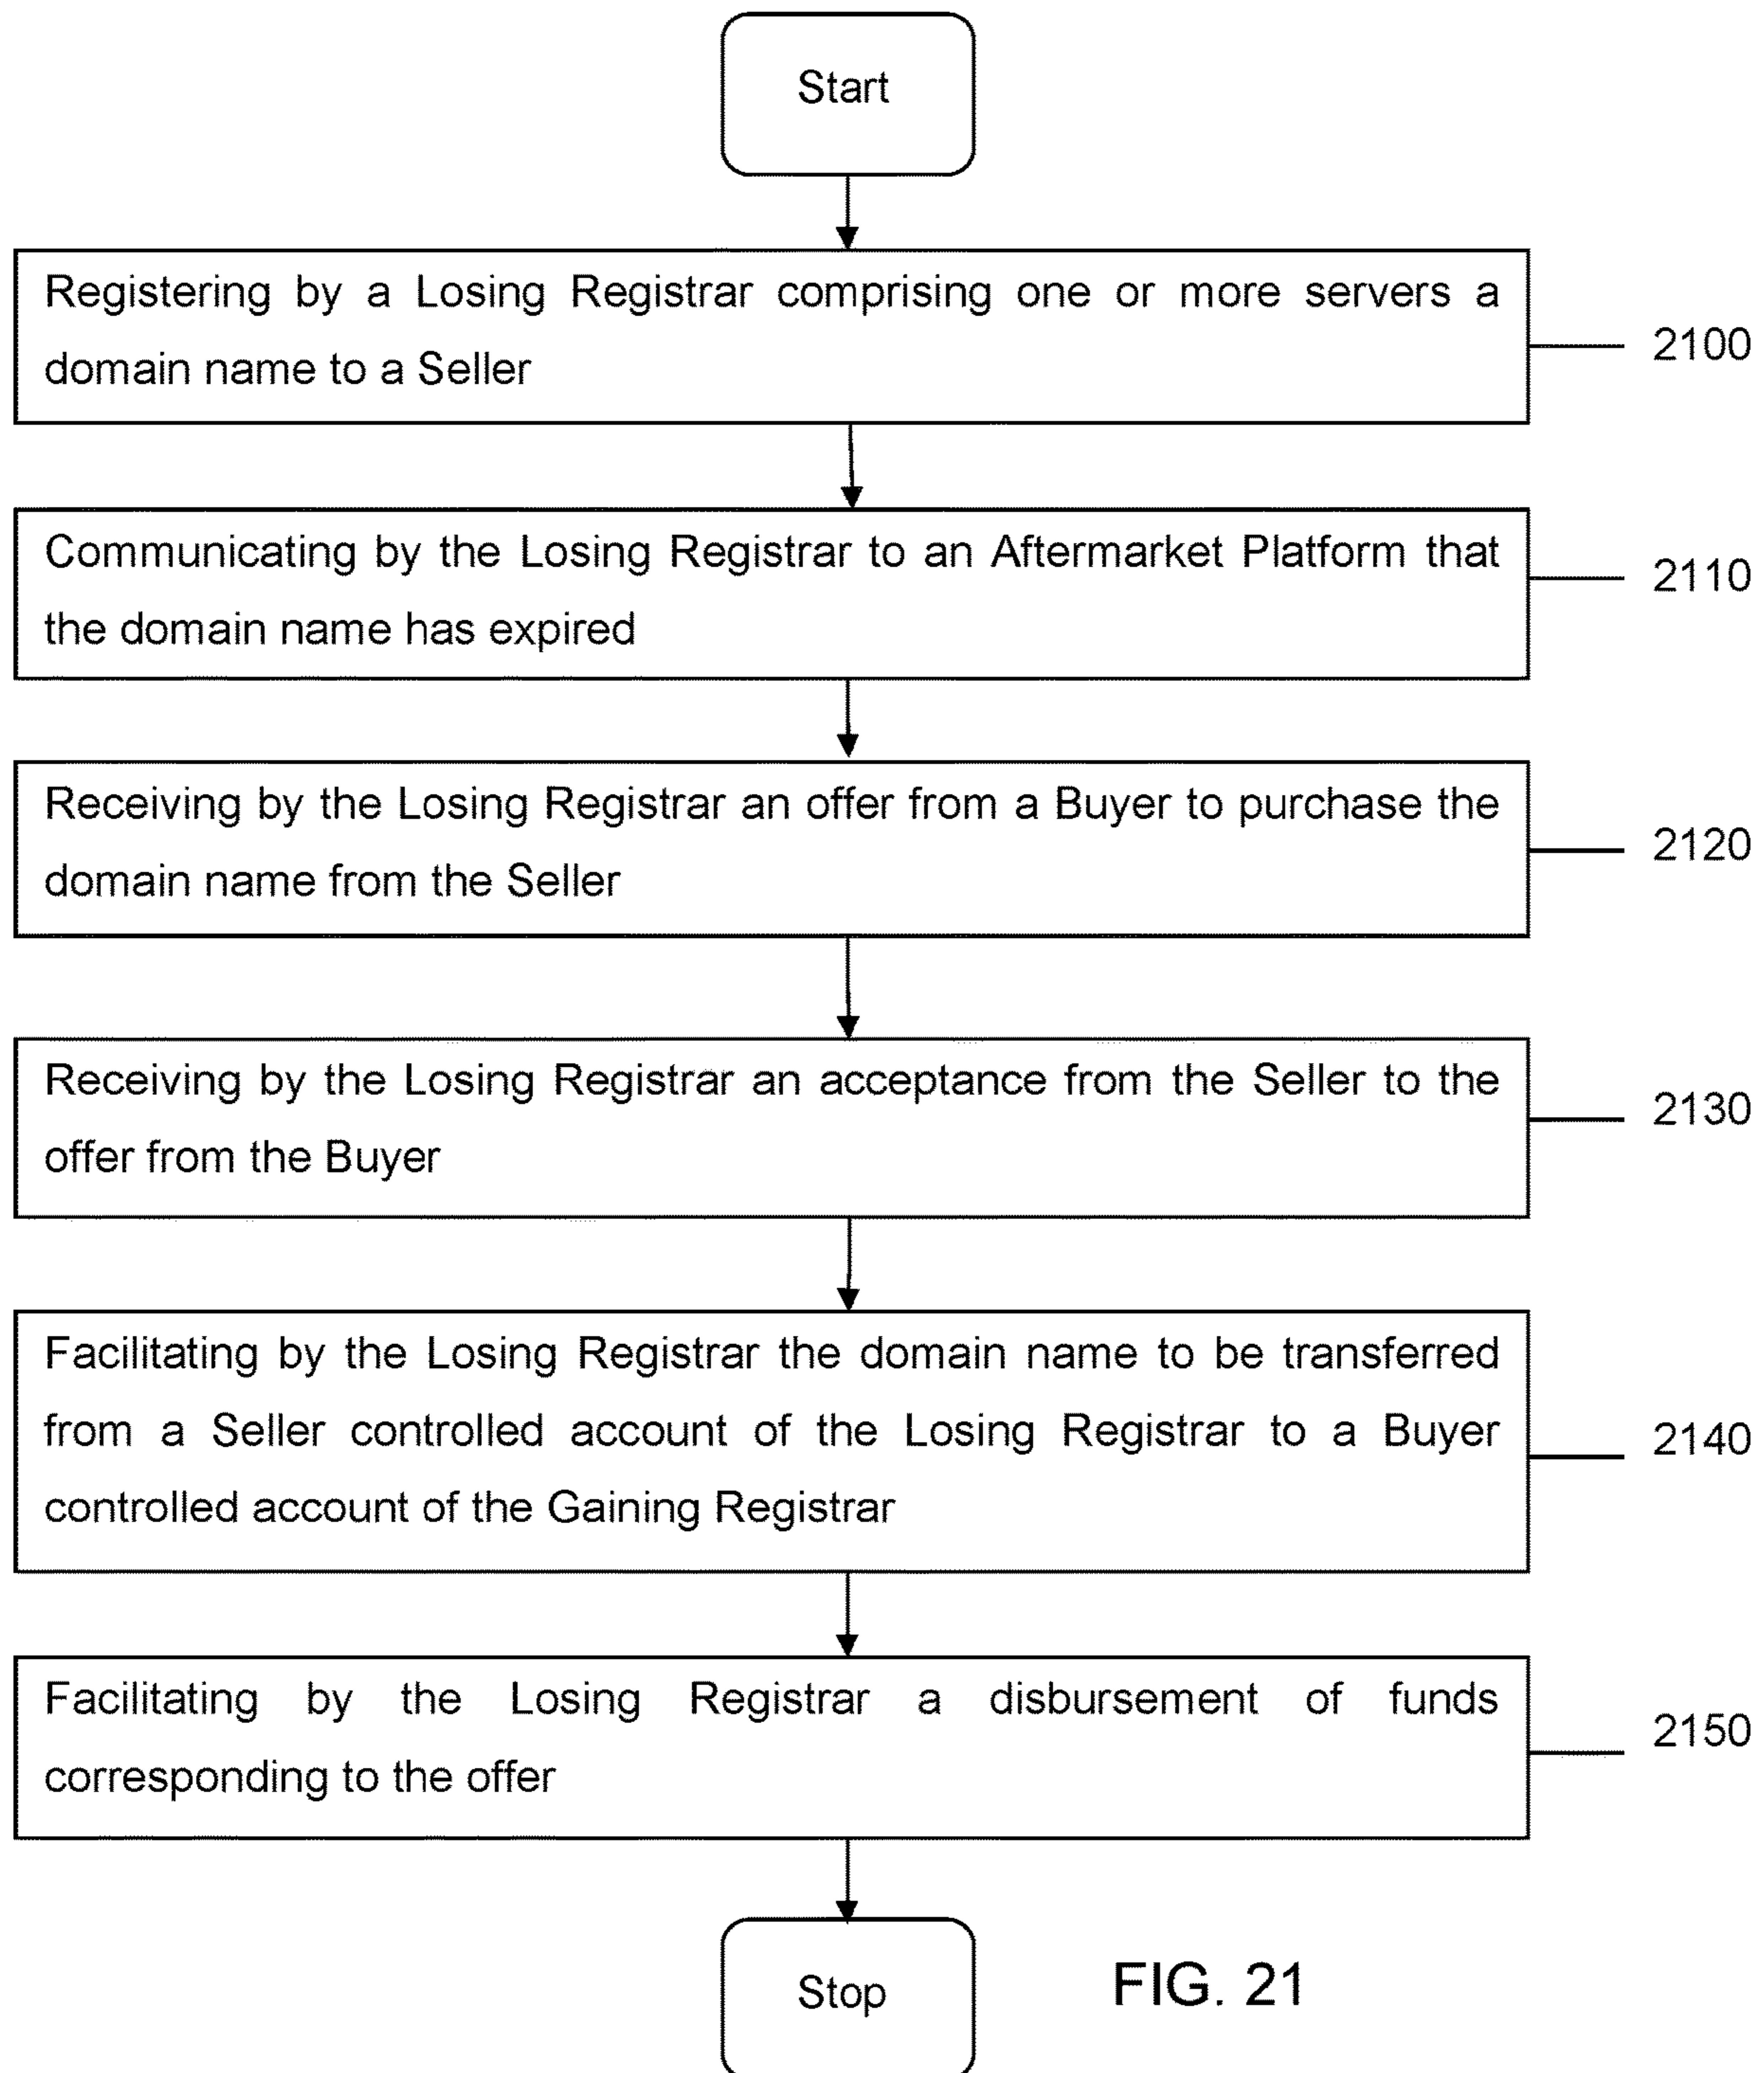 Start
Registering by a Losing Registrar comprising one or more servers a
domain name to a Seller
2100
Communicating by the Losing Registrar to an Aftermarket Platform that
the domain name has expired
2110
Receiving by the Losing Registrar an offer from a Buyer to purchase the
domain name from the Seller
2120
Receiving by the Losing Registrar an acceptance from the Seller to the
offer from the Buyer
2130
Facilitating by the Losing Registrar the domain name to be transferred
from a Seller controlled account of the Losing Registrar to a Buyer
controlled account of the Gaining Registrar
2140
Facilitating by the Losing Registrar a disbursement of funds
corresponding to the offer
2150
Stop
FIG. 21